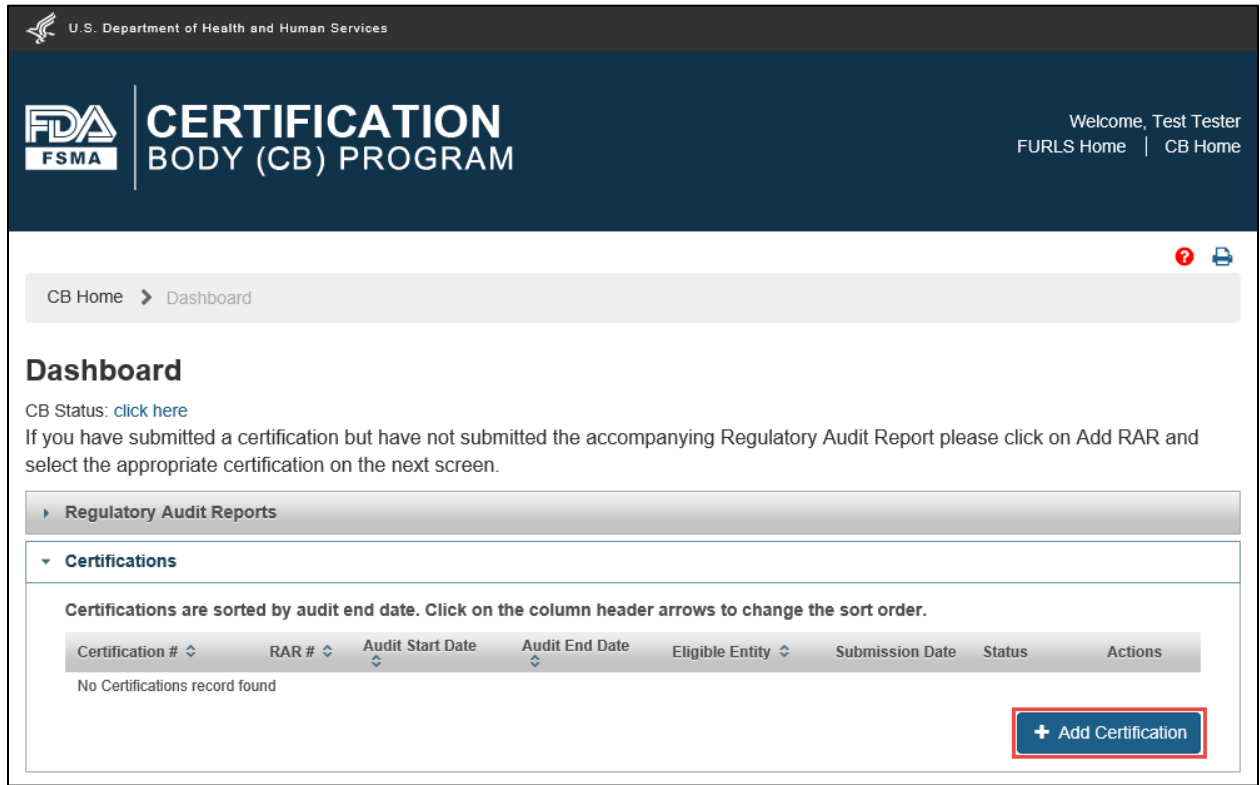 U.S. Department of Health and Human Services
FDA
FSMA
CERTIFICATION
BODY (CB) PROGRAM
Welcome, Test Tester
FURLS Home | CB Home
?
CB Home > Dashboard
Dashboard
CB Status: click here
If you have submitted a certification but have not submitted the accompanying Regulatory Audit Report please click on Add RAR and
select the appropriate certification on the next screen.
Regulatory Audit Reports
Certifications
Certifications are sorted by audit end date. Click on the column header arrows to change the sort order.
Certification # RAR # Audit Start Date Audit End Date Eligible Entity Submission Date Status Actions
No Certifications record found
+ Add Certification